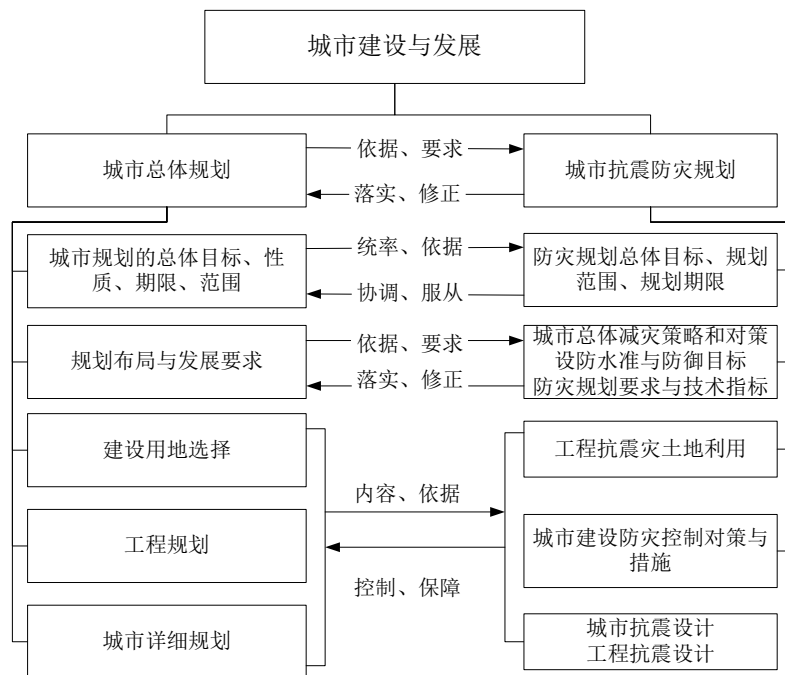 城市建设与发展
城市总体规划
依据、要求
落实、修正
城市抗震防灾规划
城市规划的总体目标、性
质、期限、范围
统率、依据
协调、服从
防灾规划总体目标、规划
范围、规划期限
规划布局与发展要求
依据、要求
落实、修正
城市总体减灾策略和对策
设防水准与防御目标
防灾规划要求与技术指标
建设用地选择
内容、依据
工程抗震灾土地利用
工程规划
控制、保障
城市建设防灾控制对策与
措施
城市详细规划
城市抗震设计
工程抗震设计